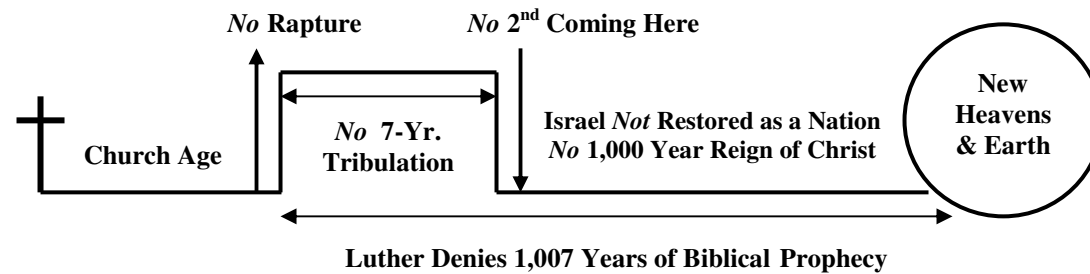 No Rapture
No 2nd Coming Here
Church Age
No 7-Yr.
Tribulation
Israel Not Restored as a Nation
No 1,000 Year Reign of Christ
New
Heavens
& Earth
Luther Denies 1,007 Years of Biblical Prophecy